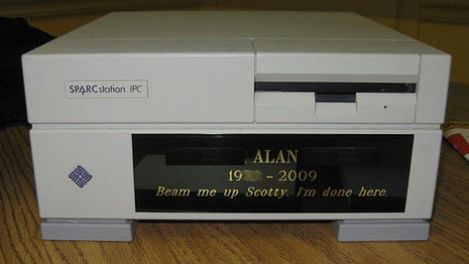 SPARCstation IPC
ALAN
19 - 2009
Beam me up Scotty. I'm done here.